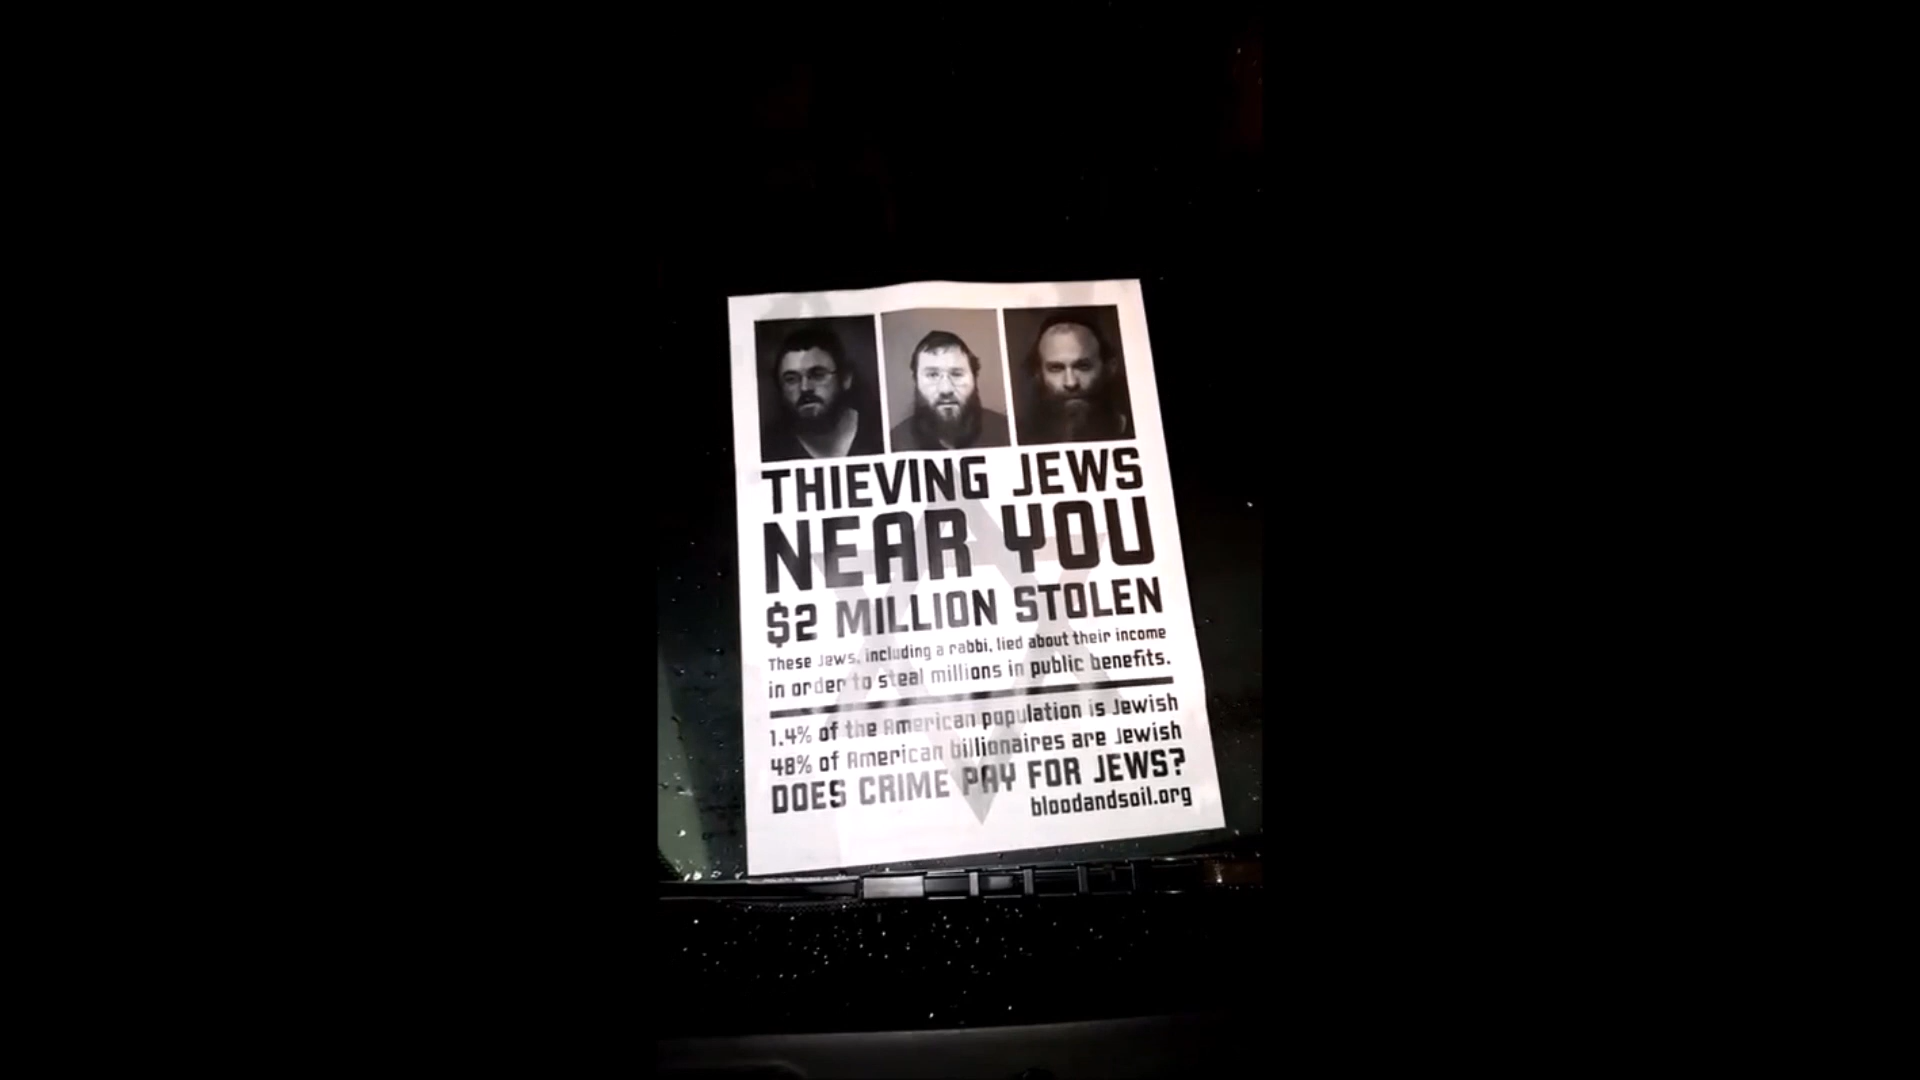 THIEVING JEWS
NEAR YOU
$2 MILLION STOLEN
These Jews, including a rabbi, lied about their income
in order to steal millions in public benefits.
1.4% of the American population is Jewish
48% of American billionaires are Jewish
DOES CRIME PAY FOR JEWS?
bloodandsoil.org